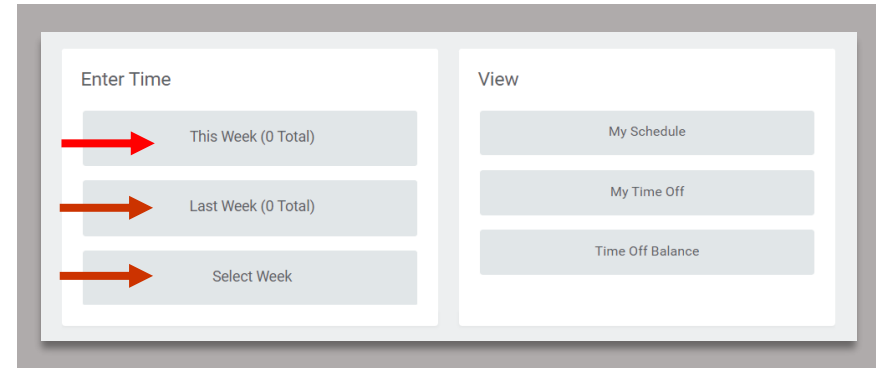 Enter Time
This Week (0 Total)
Last Week (0 Total)
Select Week
View
My Schedule
My Time Off
Time Off Balance